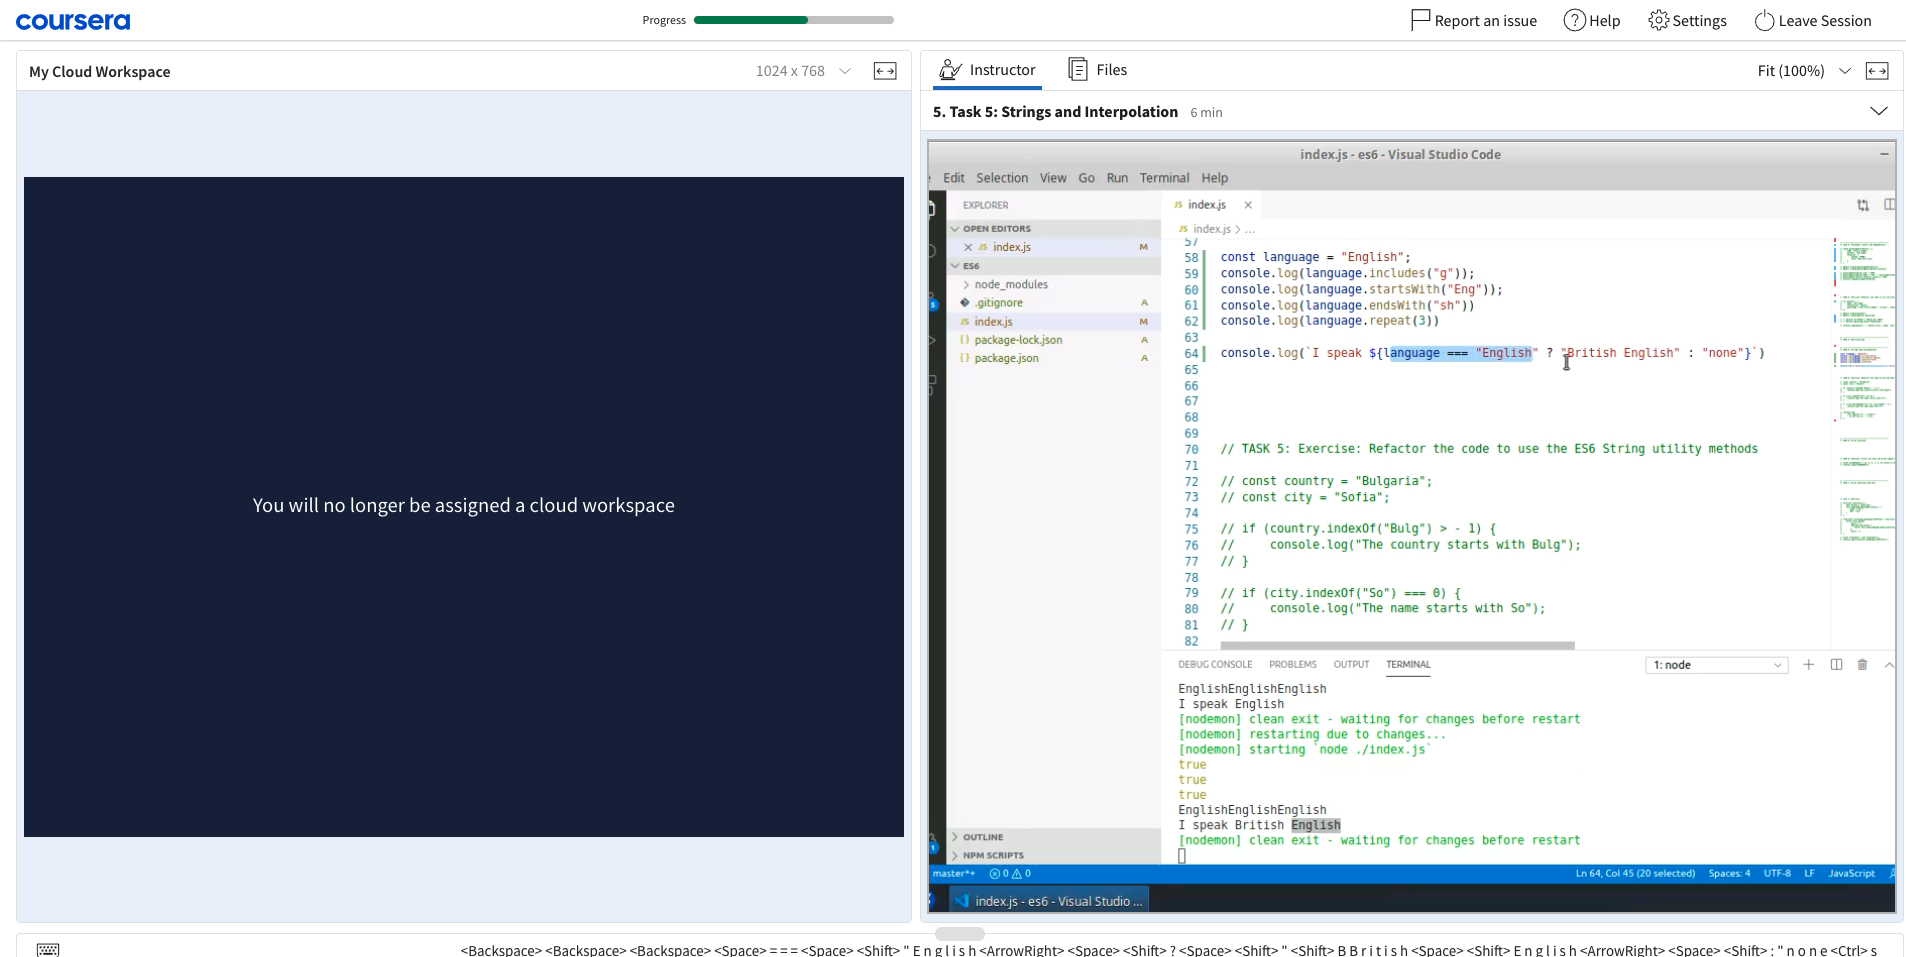 coursera
Progress
Report an issue
Help
Settings
Leave Session
My Cloud Workspace
1024 x 768
You will no longer be assigned a cloud workspace
Instructor
Files
Fit (100%)
5. Task 5: Strings and Interpolation 6 min
index.js - es6 - Visual Studio Code
Edit Selection View Go Run Terminal Help
EXPLORER
OPEN EDITORS
JS index.js M
ES6
node_modules
.gitignore A
JS index.js M
{} package-lock.json A
{} package.json A
OUTLINE
NPM SCRIPTS
5
1
JS index.js
JS index.js > ...
57
58 const language = "English";
59 console.log(language.includes("g"));
60 console.log(language.startsWith("Eng"));
61 console.log(language.endsWith("sh"))
62 console.log(language.repeat(3))
63
64 console.log(`I speak ${language === "English" ? "British English" : "none"}`)
65
66
67
68
69
70 // TASK 5: Exercise: Refactor the code to use the ES6 String utility methods
71
72 // const country = "Bulgaria";
73 // const city = "Sofia";
74
75 // if (country.indexOf("Bulg") > - 1) {
76 //     console.log("The country starts with Bulg");
77 // }
78
79 // if (city.indexOf("So") === 0) {
80 //     console.log("The name starts with So");
81 // }
82
DEBUG CONSOLE PROBLEMS OUTPUT TERMINAL
1: node
EnglishEnglishEnglish
I speak English
[nodemon] clean exit - waiting for changes before restart
[nodemon] restarting due to changes...
[nodemon] starting `node ./index.js`
true
true
true
EnglishEnglishEnglish
I speak British English
[nodemon] clean exit - waiting for changes before restart
master*+ 0 0
Ln 64, Col 45 (20 selected) Spaces: 4 UTF-8 LF JavaScript
index.js - es6 - Visual Studio ...
<Backspace> <Backspace> <Backspace> <Space> = = = <Space> <Shift> " E n g l i s h <ArrowRight> <Space> <Shift> ? <Space> <Shift> " <Shift> B B r i t i s h <Space> <Shift> E n g l i s h <ArrowRight> <Space> <Shift> : " n o n e <Ctrl> s